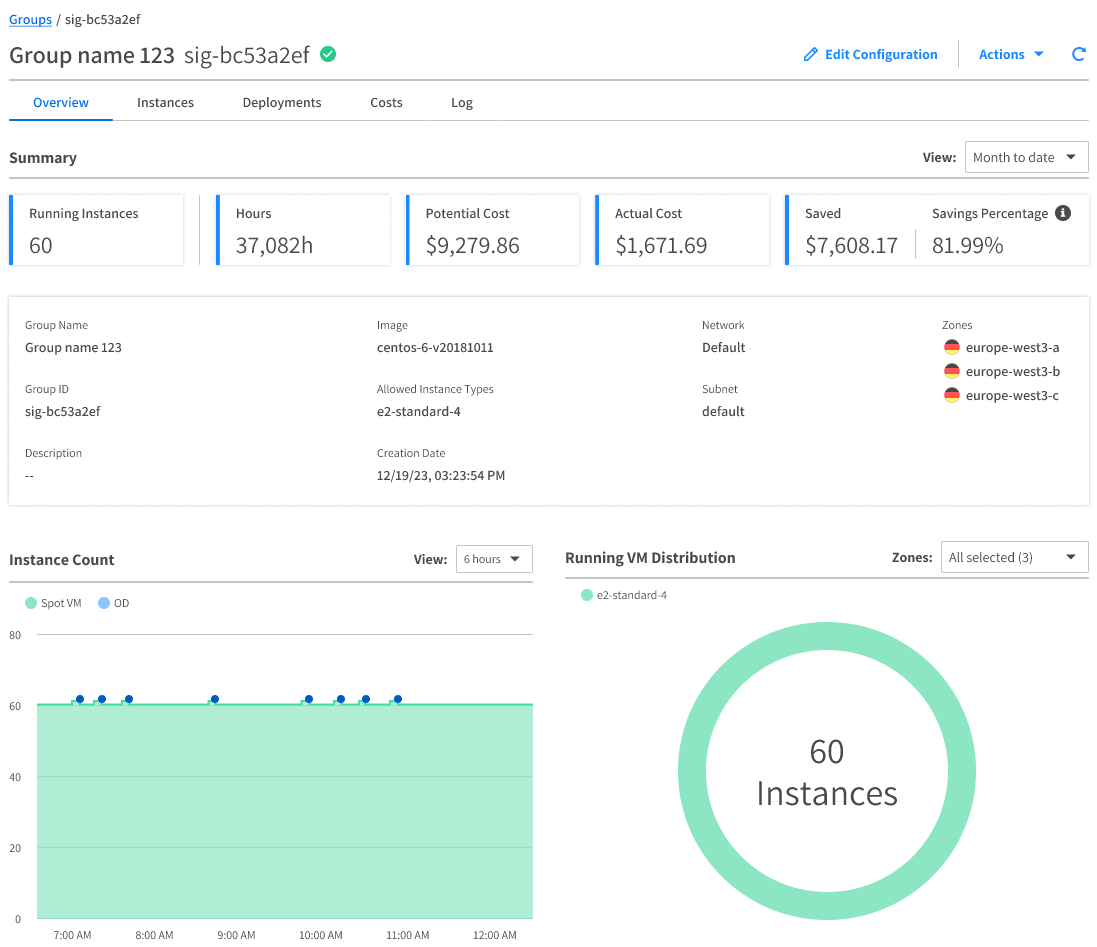 Groups / sig-bc53a2ef
Group name 123 sig-bc53a2ef
Edit Configuration
Actions
Overview
Instances
Deployments
Costs
Log
Summary
View: Month to date
Running Instances
60
Hours
37,082h
Potential Cost
$9,279.86
Actual Cost
$1,671.69
Saved
$7,608.17
Savings Percentage
81.99%
Group Name
Group name 123
Group ID
sig-bc53a2ef
Description
--
Image
centos-6-v20181011
Allowed Instance Types
e2-standard-4
Creation Date
12/19/23, 03:23:54 PM
Network
Default
Subnet
default
Zones
europe-west3-a
europe-west3-b
europe-west3-c
Instance Count
View: 6 hours
Spot VM
OD
80
60
40
20
0
7:00 AM
8:00 AM
9:00 AM
10:00 AM
11:00 AM
12:00 AM
Running VM Distribution
Zones: All selected (3)
e2-standard-4
60
Instances